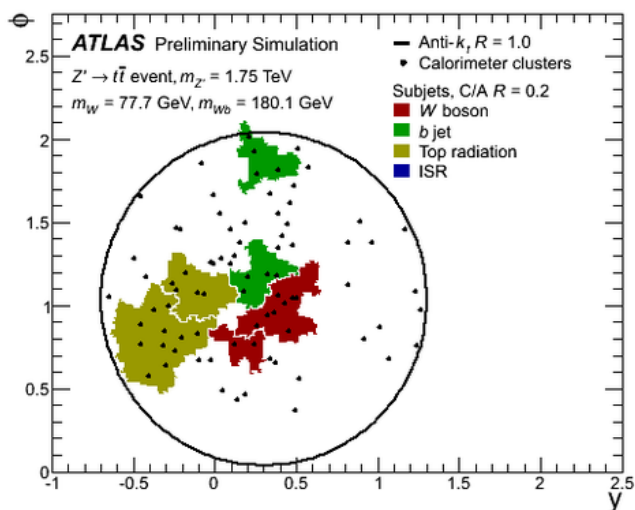 ϕ
ATLAS Preliminary Simulation
Z' → tt̄ event, m_Z' = 1.75 TeV
m_W = 77.7 GeV, m_Wb = 180.1 GeV
Anti-k_t R = 1.0
Calorimeter clusters
Subjets, C/A R = 0.2
W boson
b jet
Top radiation
ISR
2.5
2
1.5
1
0.5
0
-1 -0.5 0 0.5 1 1.5 2 2.5
y